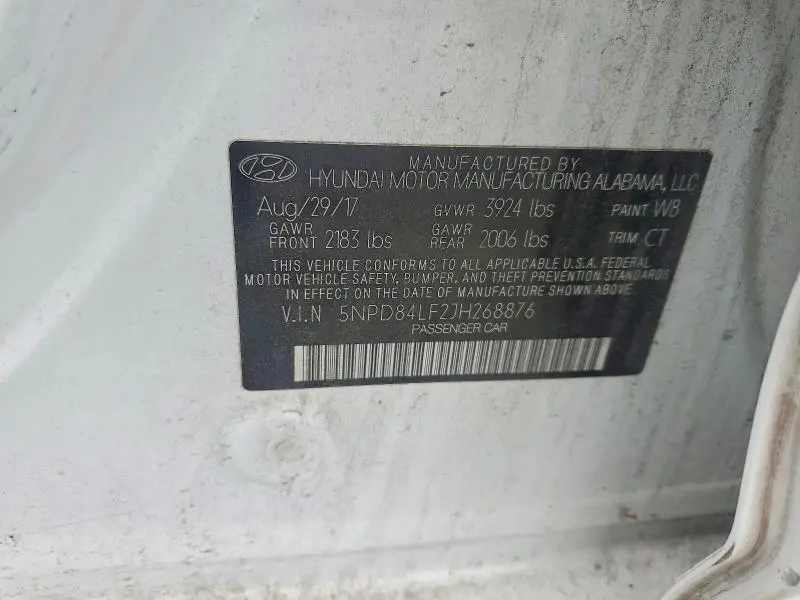 MANUFACTURED BY
HYUNDAI MOTOR MANUFACTURING ALABAMA, LLC
Aug/29/17 GVWR 3924 lbs PAINT W8
GAWR FRONT 2183 lbs GAWR REAR 2006 lbs TRIM CT
THIS VEHICLE CONFORMS TO ALL APPLICABLE U.S.A. FEDERAL
MOTOR VEHICLE SAFETY, BUMPER, AND THEFT PREVENTION STANDARDS
IN EFFECT ON THE DATE OF MANUFACTURE SHOWN ABOVE
V.I.N 5NPD84LF2JH268876
PASSENGER CAR